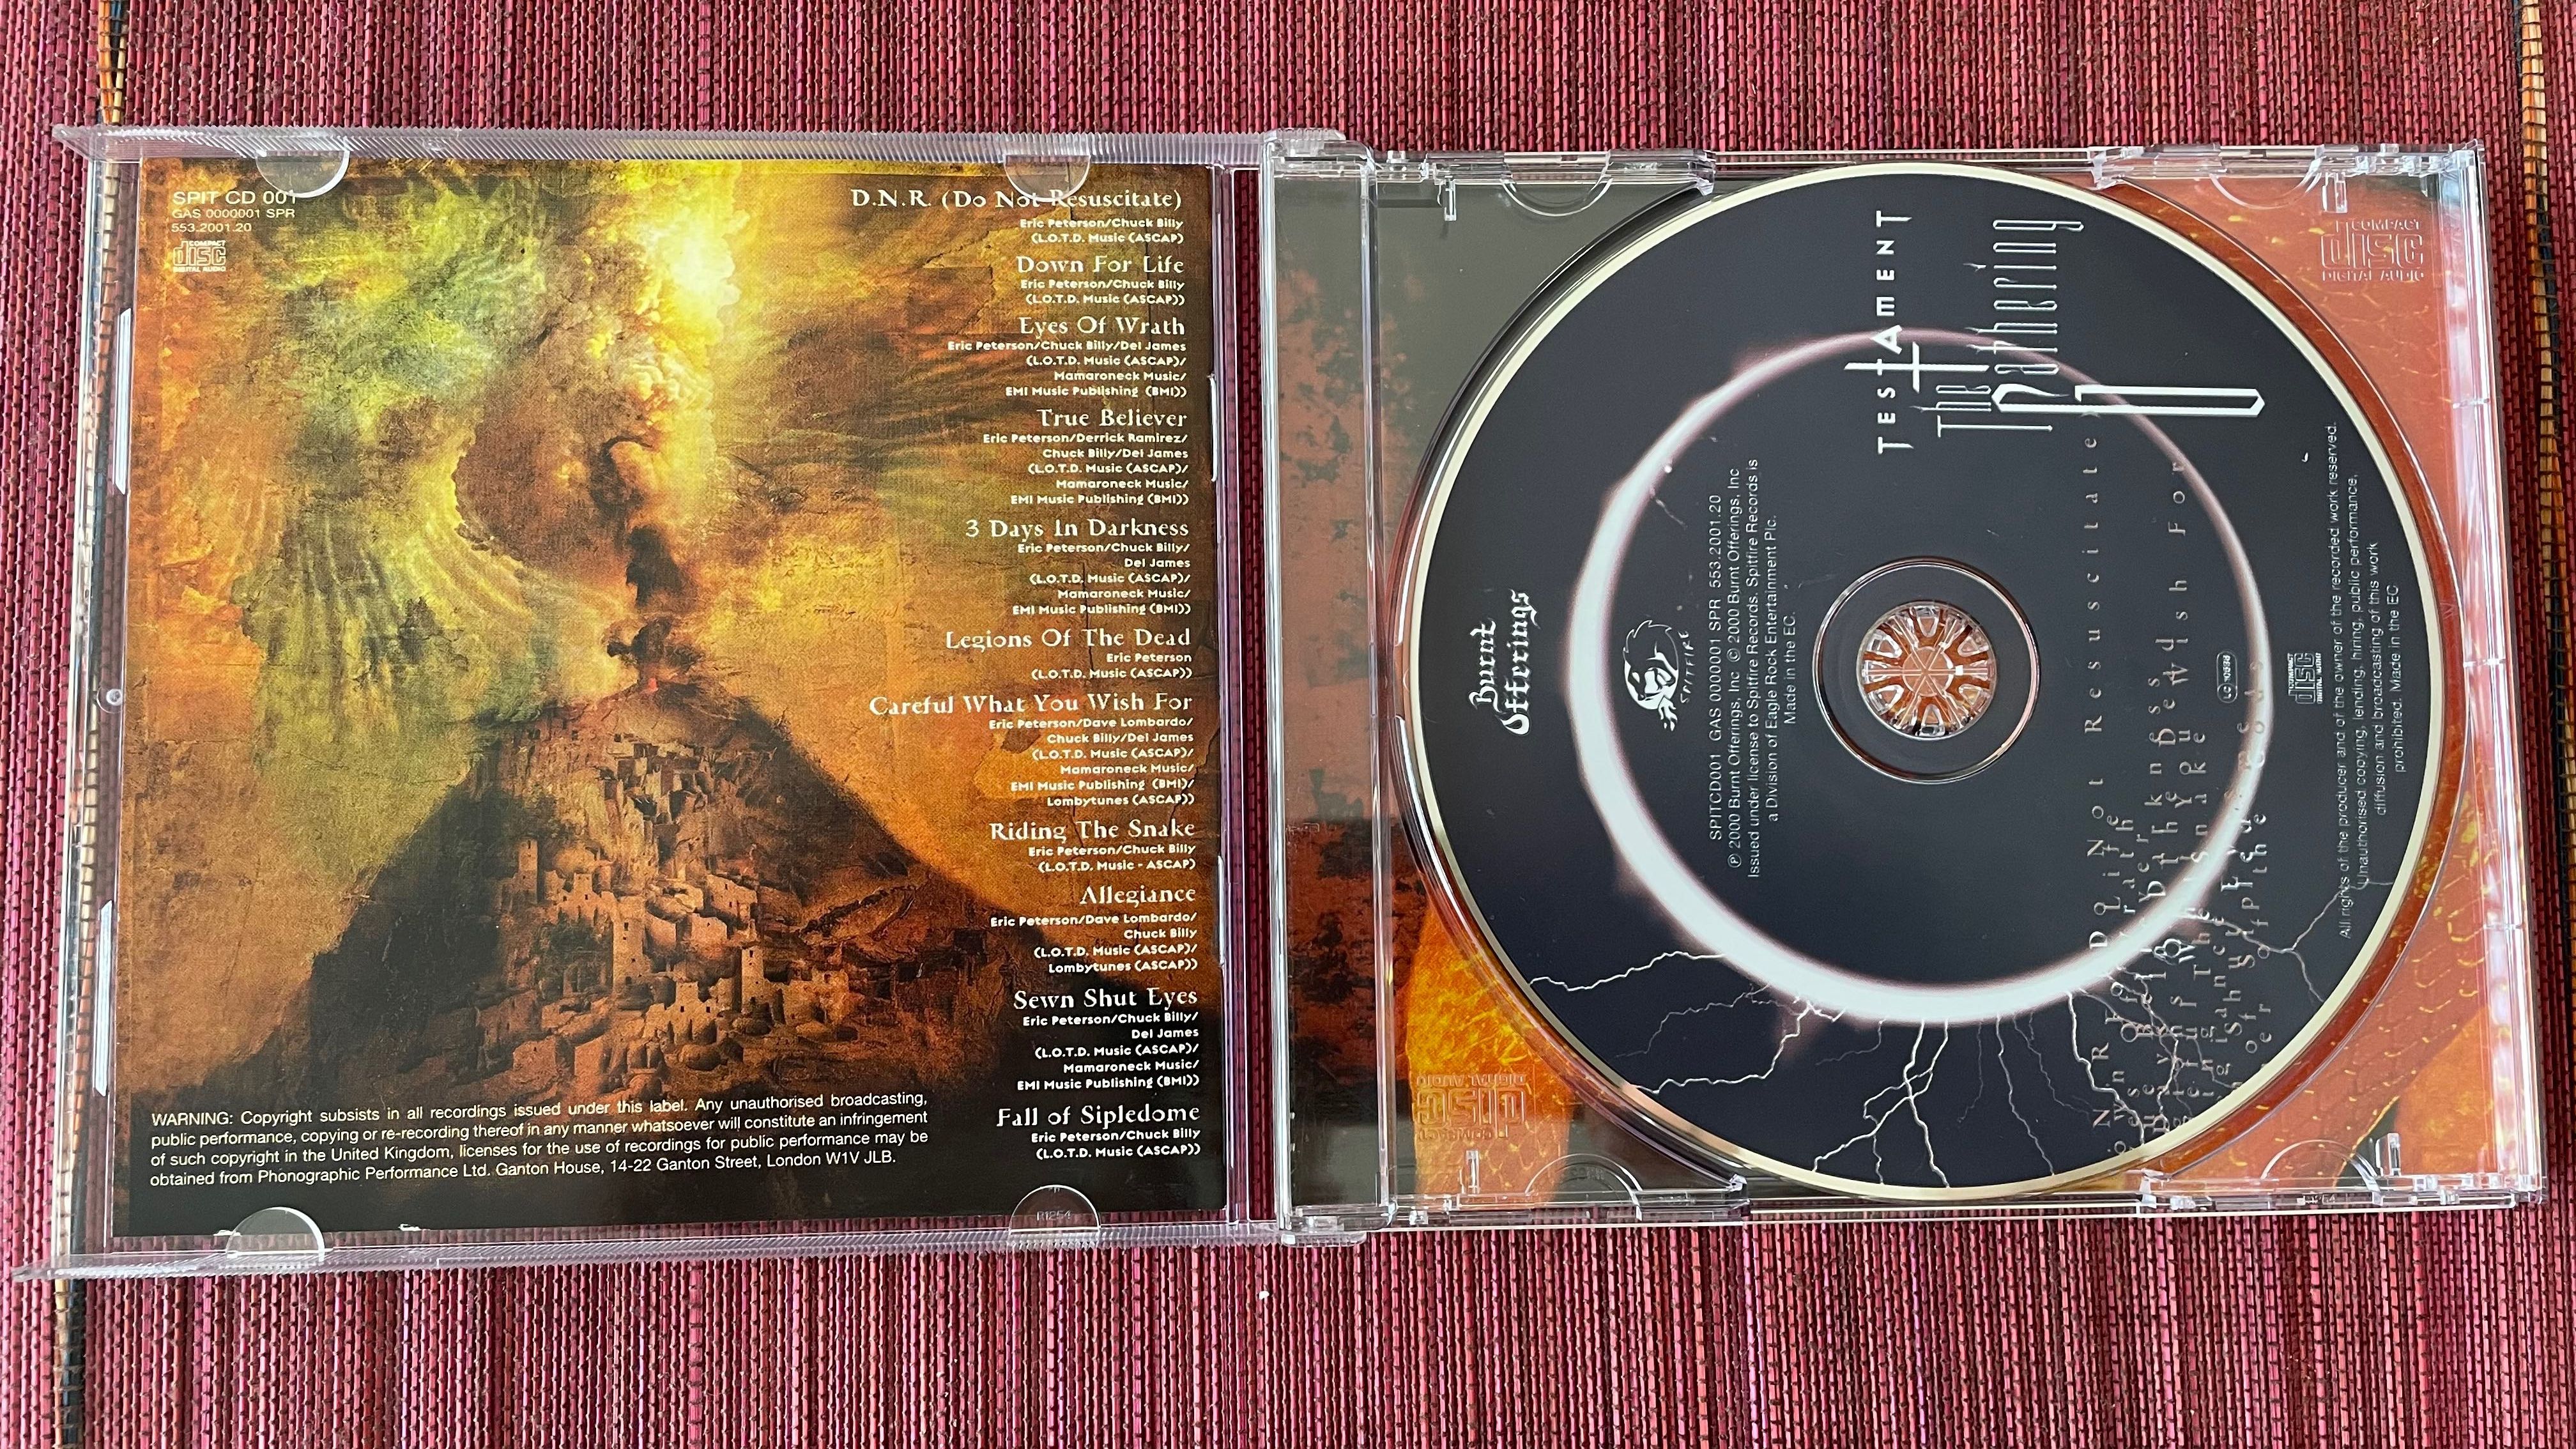 SPIT CD 001
GAS 0000001 SPR
553.2001.20
COMPACT
disc
DIGITAL AUDIO
D.N.R. (Do Not Resuscitate)
Eric Peterson/Chuck Billy
(L.O.T.D. Music (ASCAP)
Down For Life
Eric Peterson/Chuck Billy
(L.O.T.D. Music (ASCAP))
Eyes Of Wrath
Eric Peterson/Chuck Billy/Del James
(L.O.T.D. Music (ASCAP)/
Mamaroneck Music/
EMI Music Publishing (BMI))
True Believer
Eric Peterson/Derrick Ramirez/
Chuck Billy/Del James
(L.O.T.D. Music (ASCAP)/
Mamaroneck Music/
EMI Music Publishing (BMI))
3 Days In Darkness
Eric Peterson/Chuck Billy/
Del James
(L.O.T.D. Music (ASCAP)/
Mamaroneck Music/
EMI Music Publishing (BMI))
Legions Of The Dead
Eric Peterson
(L.O.T.D. Music (ASCAP))
Careful What You Wish For
Eric Peterson/Dave Lombardo/
Chuck Billy/Del James
(L.O.T.D. Music (ASCAP)/
Mamaroneck Music/
EMI Music Publishing (BMI)/
Lombytunes (ASCAP))
Riding The Snake
Eric Peterson/Chuck Billy
(L.O.T.D. Music - ASCAP)
Allegiance
Eric Peterson/Dave Lombardo/
Chuck Billy
(L.O.T.D. Music (ASCAP)/
Lombytunes (ASCAP))
Sewn Shut Eyes
Eric Peterson/Chuck Billy/
Del James
(L.O.T.D. Music (ASCAP)/
Mamaroneck Music/
EMI Music Publishing (BMI))
Fall of Sipledome
Eric Peterson/Chuck Billy
(L.O.T.D. Music (ASCAP))
WARNING: Copyright subsists in all recordings issued under this label. Any unauthorised broadcasting,
public performance, copying or re-recording thereof in any manner whatsoever will constitute an infringement
of such copyright in the United Kingdom, licenses for the use of recordings for public performance may be
obtained from Phonographic Performance Ltd. Ganton House, 14-22 Ganton Street, London W1V JLB.
R1254
Burnt
Offerings
SPITFIRE
SPITCD001 GAS 0000001 SPR 553.2001.20
℗ 2000 Burnt Offerings, Inc © 2000 Burnt Offerings, Inc
Issued under license to Spitfire Records. Spitfire Records is
a Division of Eagle Rock Entertainment Plc.
Made in the EC.
TESTAMENT
The Gathering
Do Not Resuscitate
Wish For
COMPACT
disc
DIGITAL AUDIO
All rights of the producer and of the owner of the recorded work reserved.
Unauthorised copying, lending, hiring, public performance,
diffusion and broadcasting of this work
prohibited. Made in the EC
COMPACT
disc
DIGITAL AUDIO
COMPACT
disc
DIGITAL AUDIO